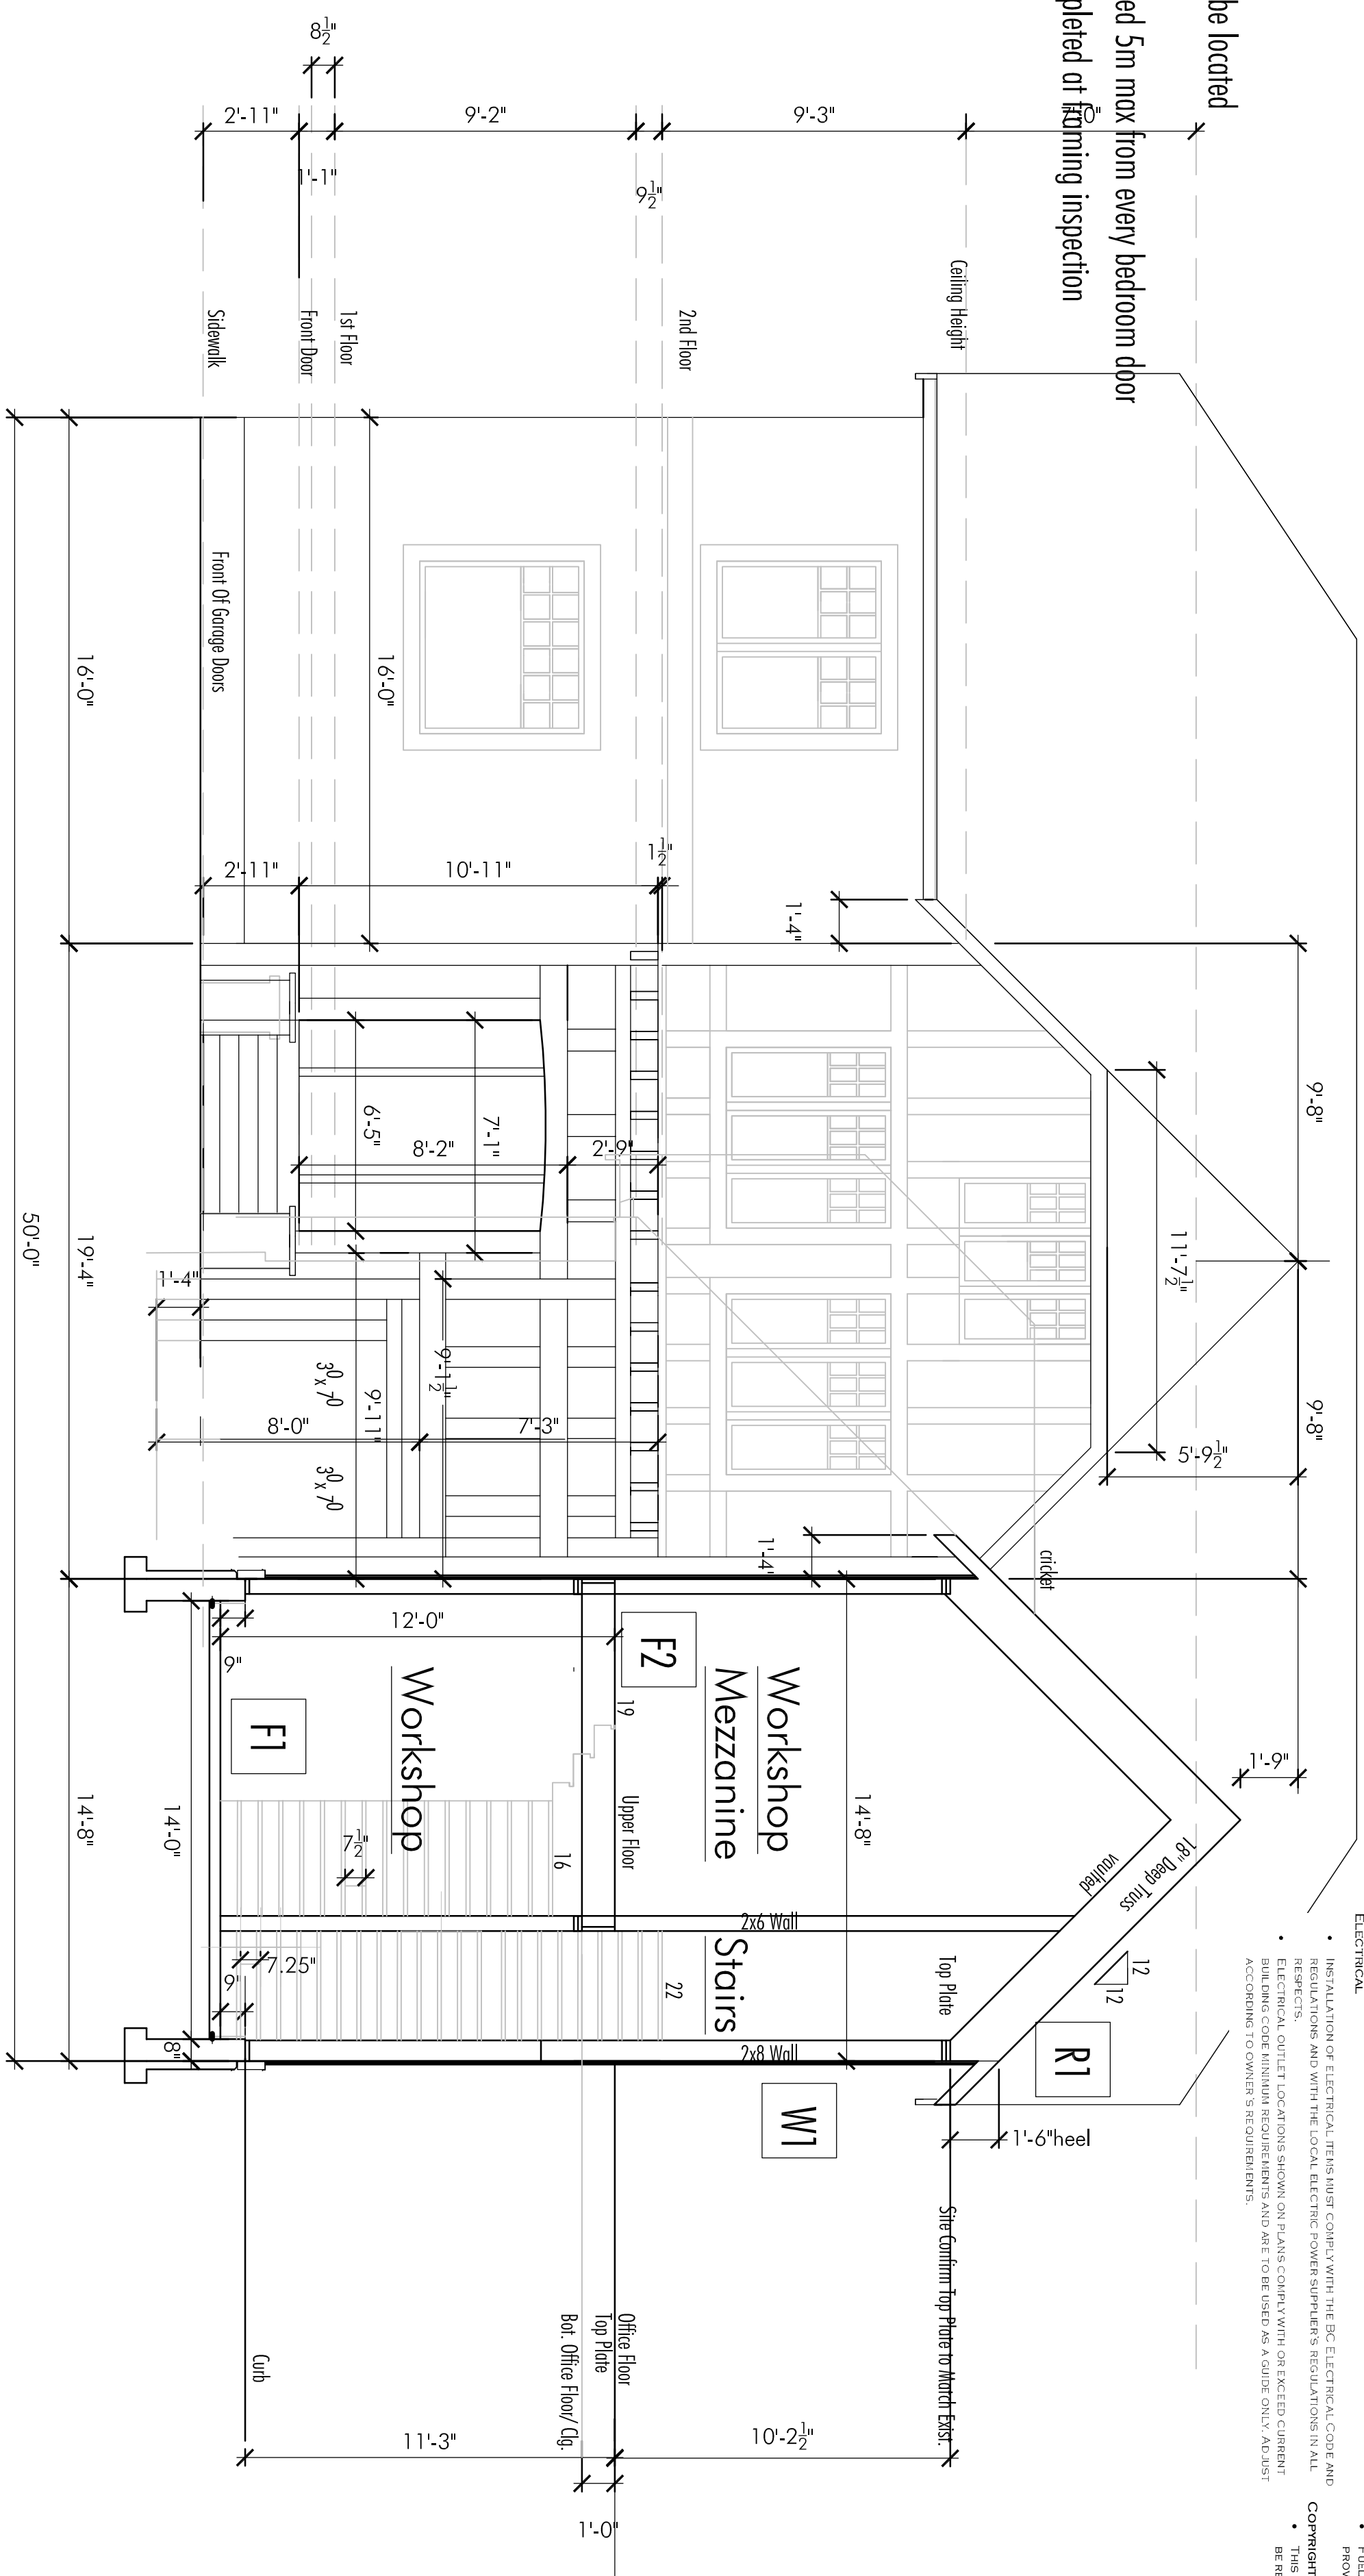 be located
ed 5m max from every bedroom door
pleted at framing inspection
ELECTRICAL
• INSTALLATION OF ELECTRICAL ITEMS MUST COMPLY WITH THE BC ELECTRICAL CODE AND
REGULATIONS AND WITH THE LOCAL ELECTRIC POWER SUPPLIER'S REGULATIONS IN ALL
RESPECTS.
• ELECTRICAL OUTLET LOCATIONS SHOWN ON PLANS COMPLY WITH OR EXCEED CURRENT
BUILDING CODE MINIMUM REQUIREMENTS AND ARE TO BE USED AS A GUIDE ONLY. ADJUST
ACCORDING TO OWNER'S REQUIREMENTS.
•
PROV
COPYRIGHT
• THIS
BE RE
8½"
2'-11"
1'-1"
9'-2"
9½"
9'-3"
Ceiling Height
2nd Floor
1st Floor
Front Door
Sidewalk
Front Of Garage Doors
16'-0"
16'-0"
2'-11"
10'-11"
1½"
1'-4"
9'-8"
9'-8"
11'-7½"
5'-9½"
6'-5"
7'-1"
8'-2"
2'-9"
1'-4"
9'-1½"
9'-11"
3⁰ x 7⁰
3⁰ x 7⁰
8'-0"
7'-3"
1'-4"
cricket
50'-0"
19'-4"
12'-0"
9"
F2
F1
Workshop
Workshop
Mezzanine
19
Upper Floor
16
7½"
14'-8"
14'-0"
14'-8"
1'-9"
18" Deep Truss
vaulted
12
12
2x6 Wall
Stairs
22
Top Plate
7.25"
9"
8"
2x8 Wall
R1
W1
1'-6"heel
Site Confirm Top Plate to Match Exist.
Office Floor
Top Plate
Bot. Office Floor/ Clg.
Curb
11'-3"
10'-2½"
1'-0"